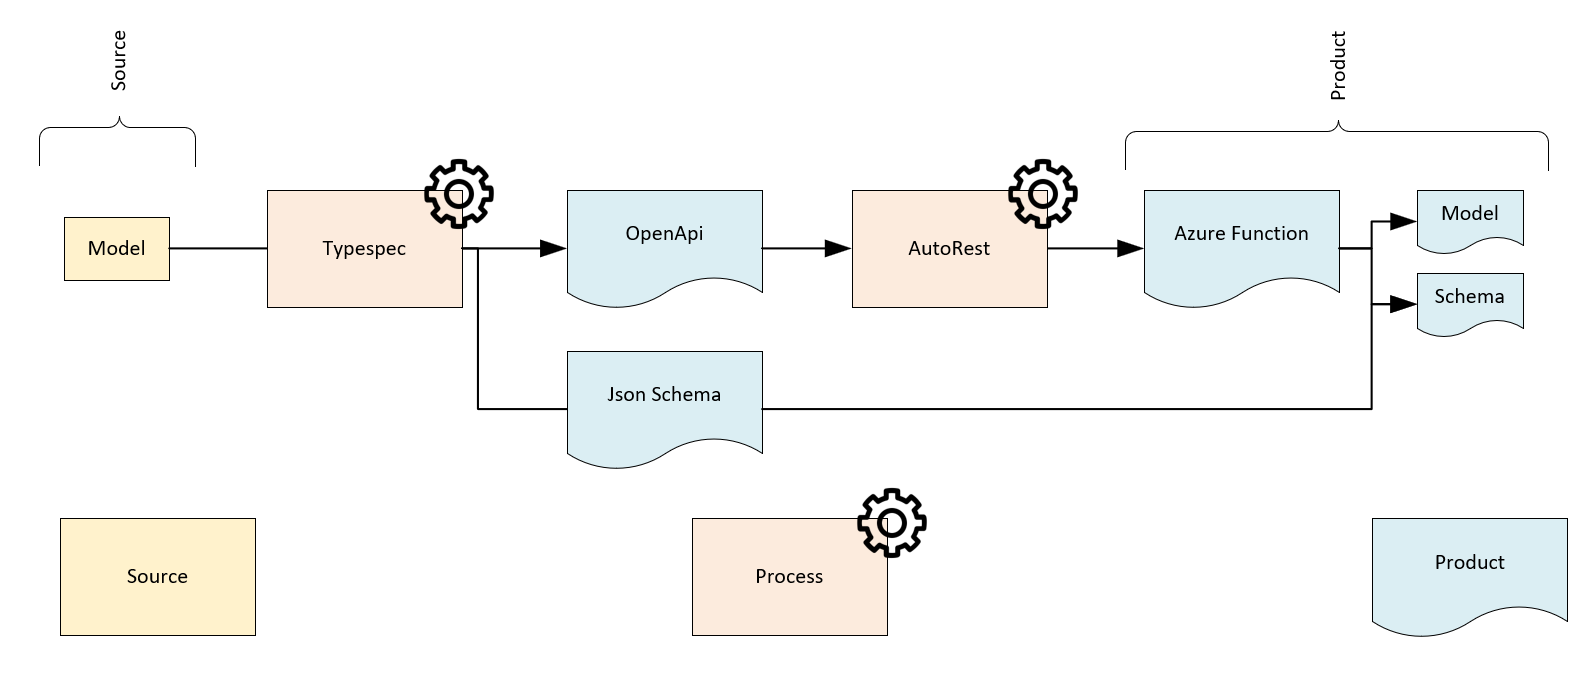 Source
Product
Model
Typespec
OpenApi
AutoRest
Azure Function
Model
Schema
Json Schema
Source
Process
Product